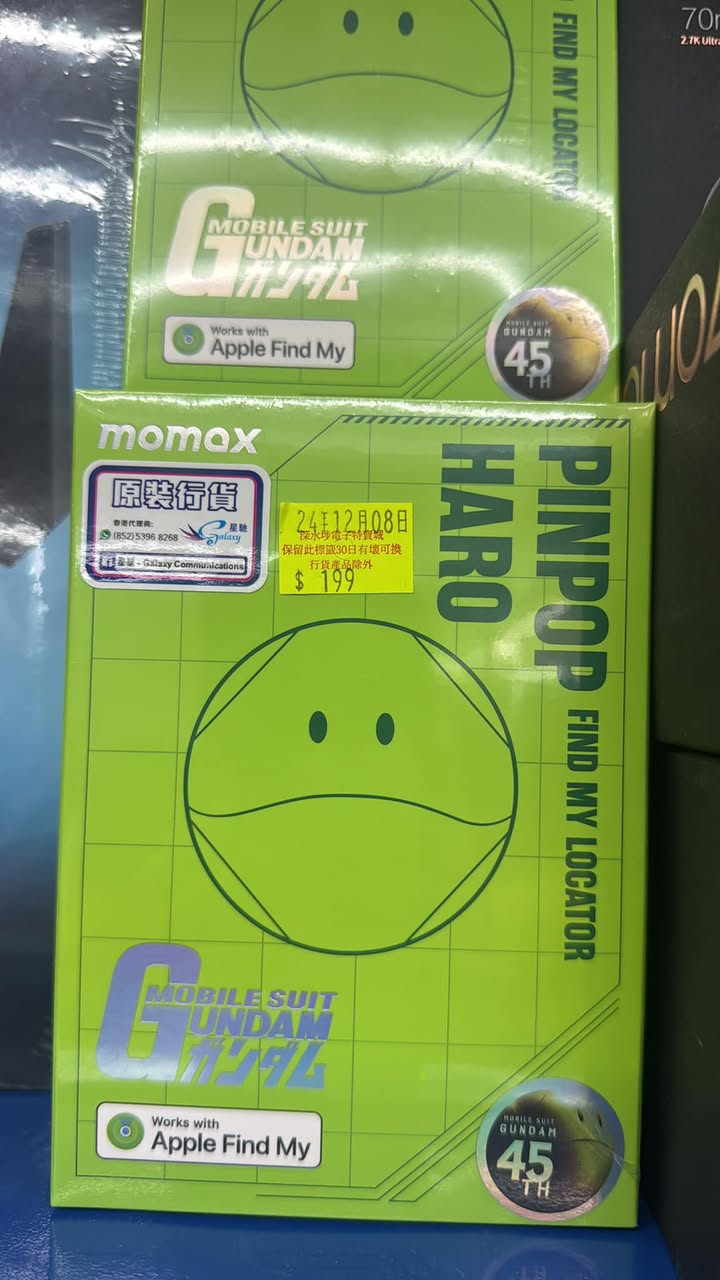 70
2.7K Ultra
FIND MY LOCATOR
MOBILE SUIT
GUNDAM
ガンダム
Works with
Apple Find My
MOBILE SUIT
GUNDAM
45
TH
momax
原装行貨
香港代理商:
(852) 5396 8268
星馳
Galaxy
星馳 - Galaxy Communications
24年12月08日
深水埗電子特賣城
保留此標籤30日有壞可換
行貨產品除外
$ 199
PINPOP
HARO
FIND MY LOCATOR
MOBILE SUIT
GUNDAM
ガンダム
Works with
Apple Find My
MOBILE SUIT
GUNDAM
45
TH